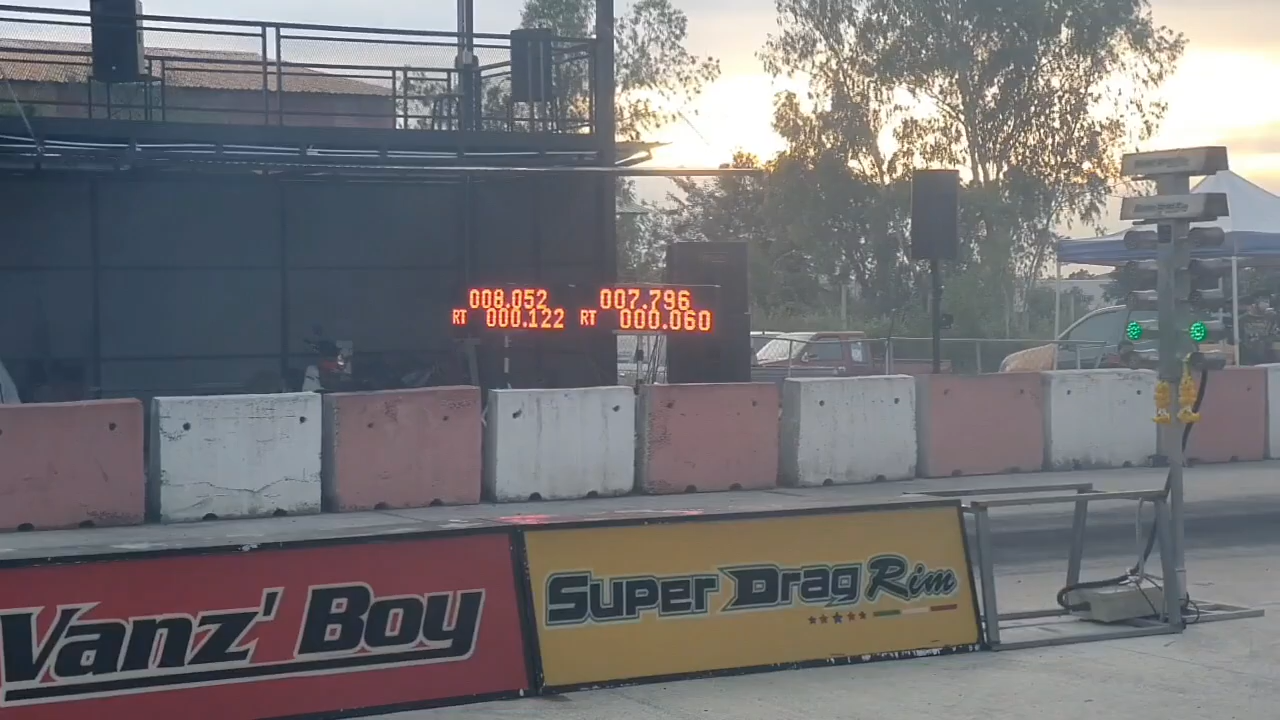 008.052
RT 000.122
007.796
RT 000.060
Vanz' Boy
Super Drag Rim